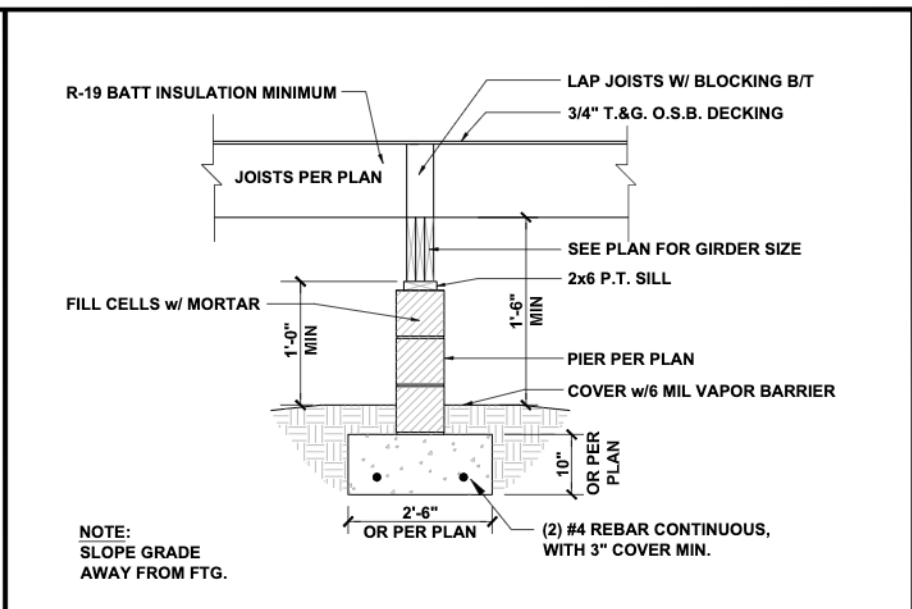 R-19 BATT INSULATION MINIMUM
LAP JOISTS W/ BLOCKING B/T
3/4" T.&G. O.S.B. DECKING
JOISTS PER PLAN
SEE PLAN FOR GIRDER SIZE
2x6 P.T. SILL
FILL CELLS w/ MORTAR
1'-0"
MIN
1'-6"
MIN
PIER PER PLAN
COVER w/6 MIL VAPOR BARRIER
10"
OR PER
PLAN
2'-6"
OR PER PLAN
(2) #4 REBAR CONTINUOUS,
WITH 3" COVER MIN.
NOTE:
SLOPE GRADE
AWAY FROM FTG.